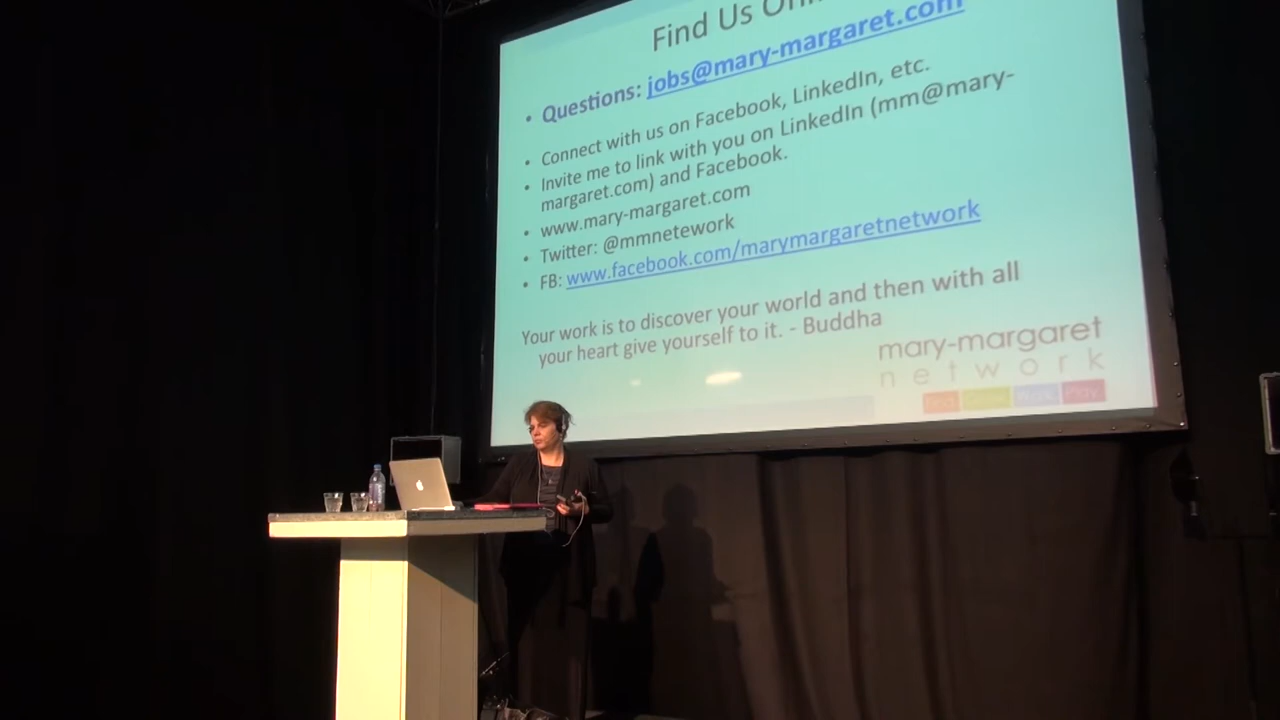 Find Us
• Questions: jobs@mary-margaret.com
• Connect with us on Facebook, LinkedIn, etc.
• Invite me to link with you on LinkedIn (mm@mary-
margaret.com) and Facebook.
• www.mary-margaret.com
• Twitter: @mmnetework
• FB: www.facebook.com/marymargaretnetwork
Your work is to discover your world and then with all
your heart give yourself to it. - Buddha
mary-margaret
network